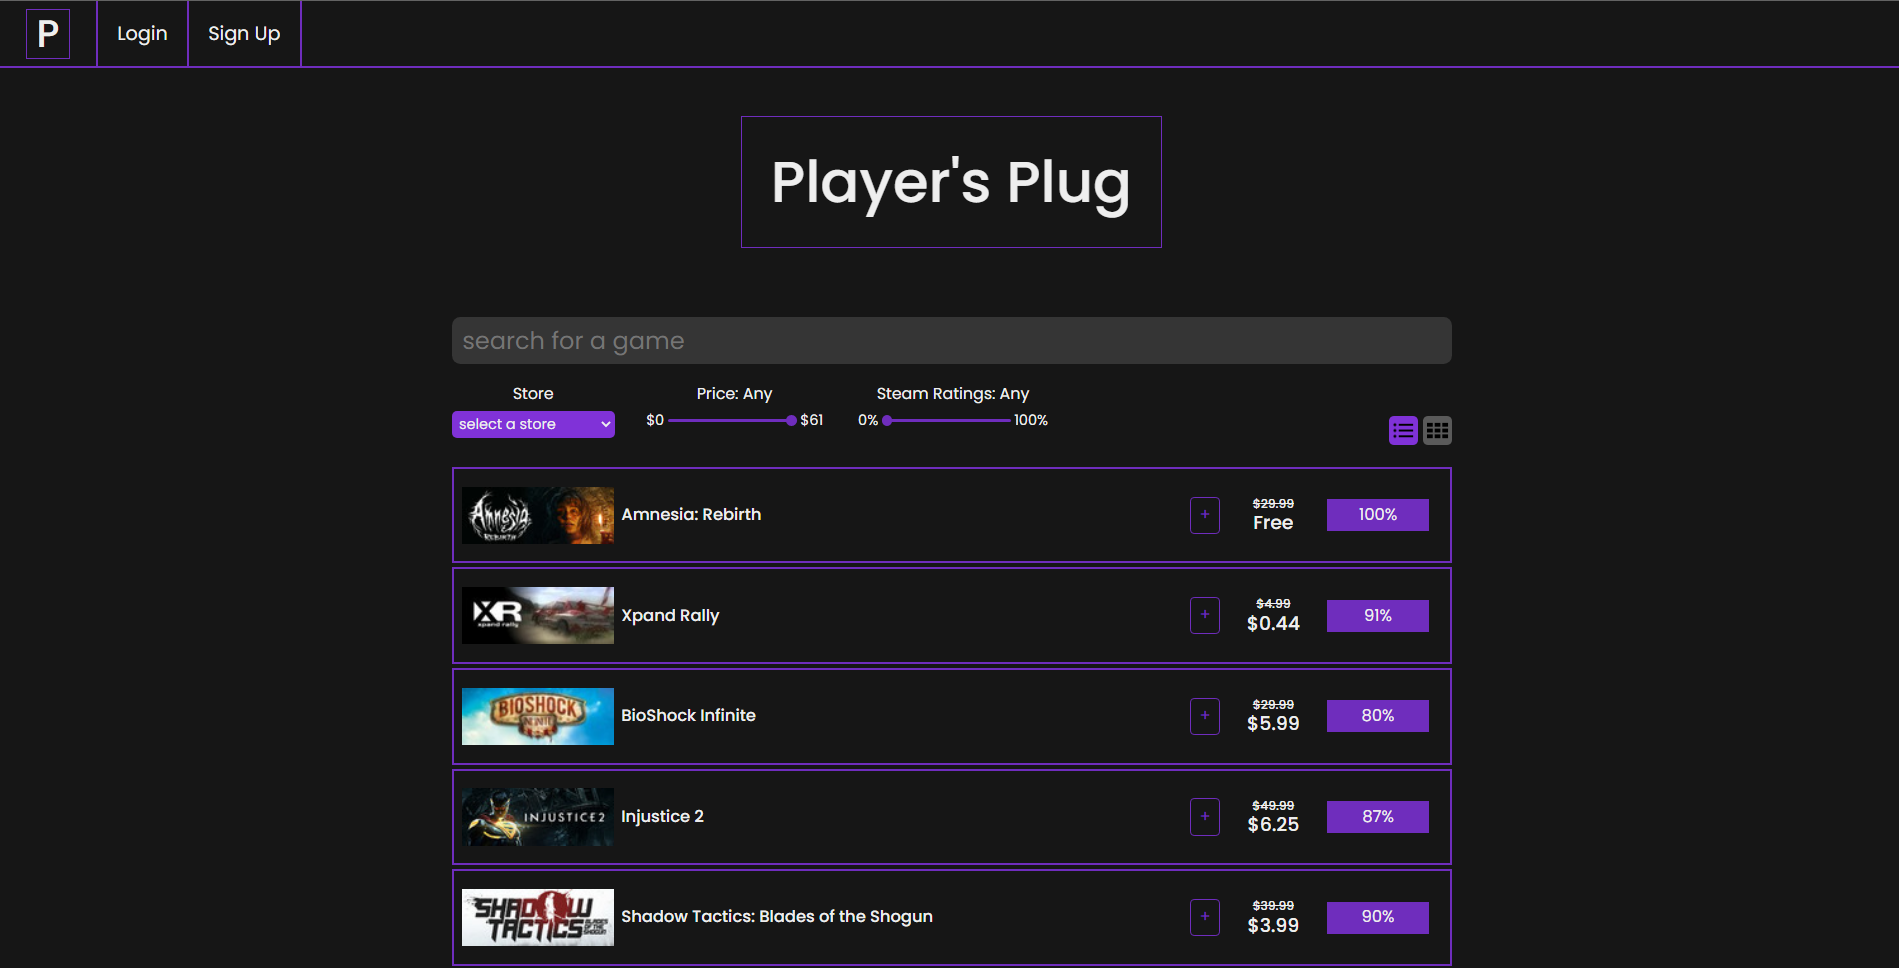 P Login Sign Up
Player's Plug
search for a game
Store Price: Any Steam Ratings: Any
select a store $0 $61 0% 100%
Amnesia REBIRTH Amnesia: Rebirth + $29.99 Free 100%
XR xpand rally Xpand Rally + $4.99 $0.44 91%
BIOSHOCK INFINITE BioShock Infinite + $29.99 $5.99 80%
INJUSTICE 2 Injustice 2 + $49.99 $6.25 87%
SHADOW TACTICS BLADES OF THE SHOGUN Shadow Tactics: Blades of the Shogun + $39.99 $3.99 90%